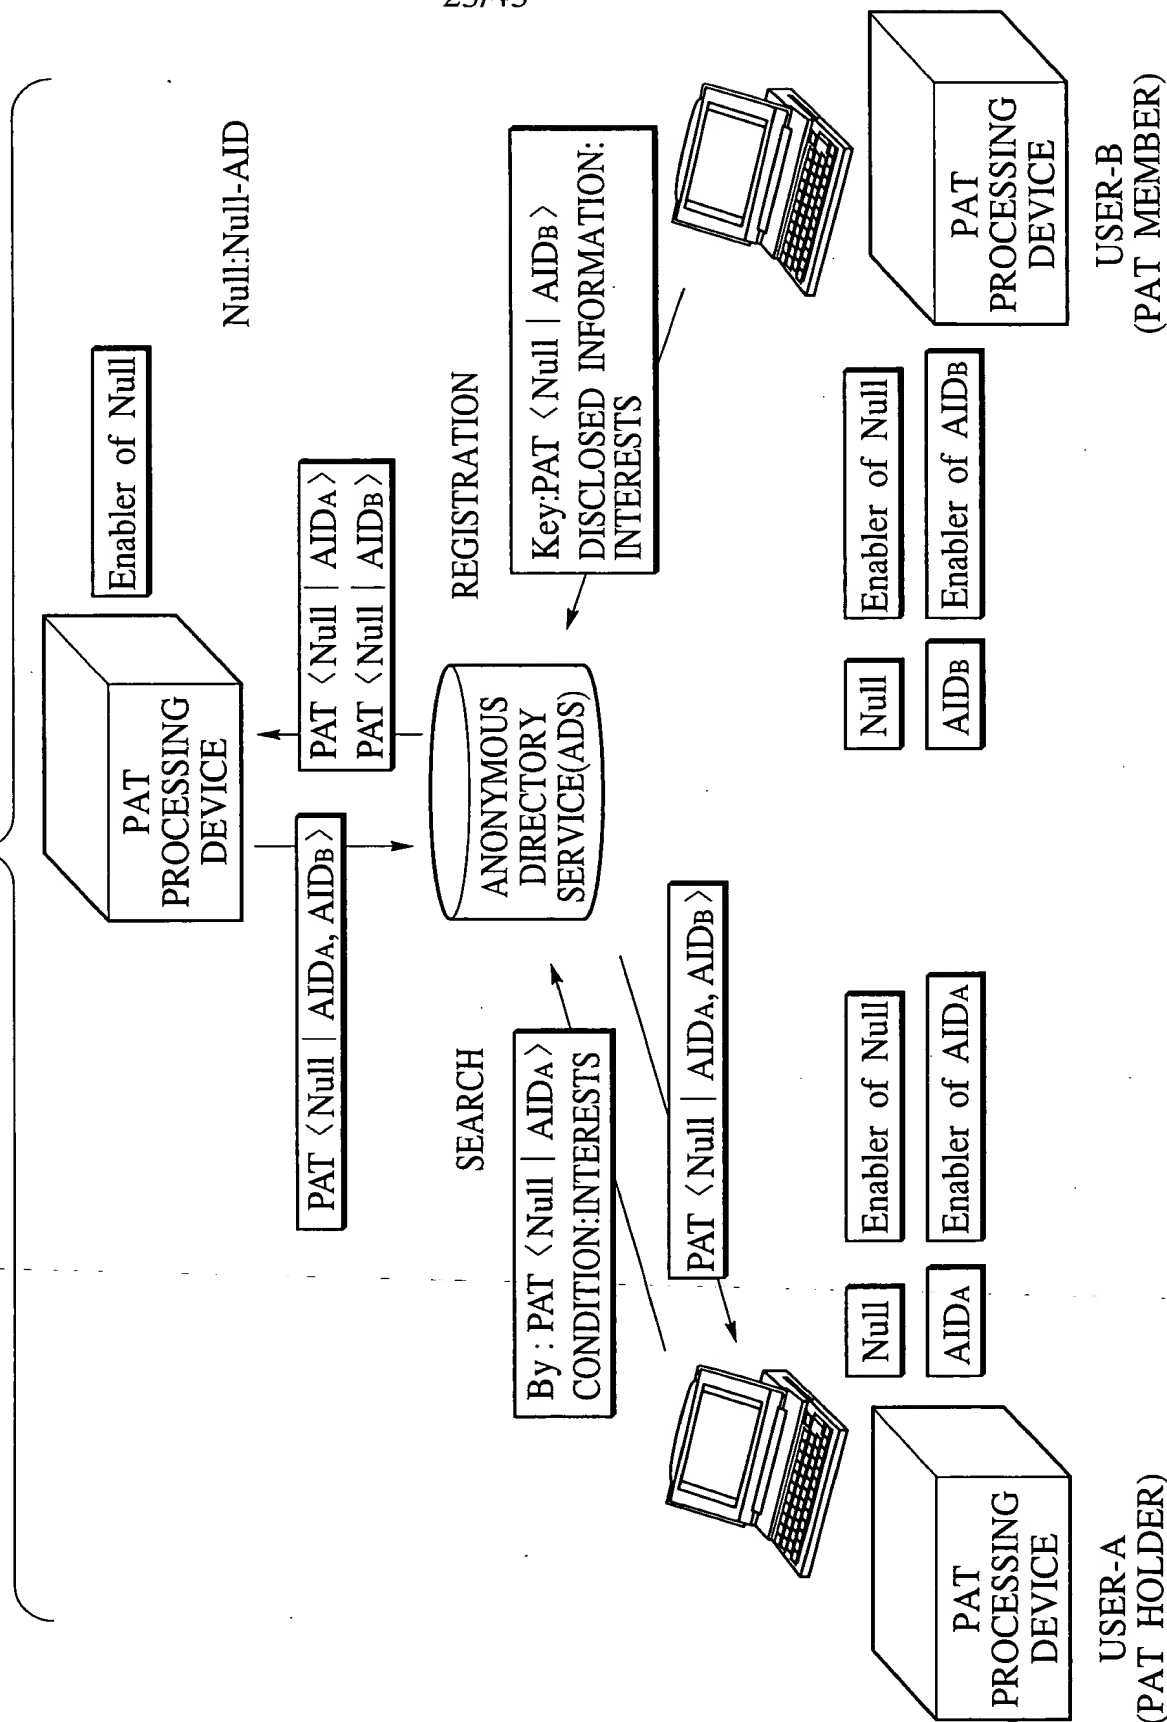 23/43
Null:Null-AID
PAT
PROCESSING
DEVICE
Enabler of Null
PAT <Null | AIDA, AIDB>
PAT <Null | AIDA>
PAT <Null | AIDB>
ANONYMOUS
DIRECTORY
SERVICE(ADS)
SEARCH
By : PAT <Null | AIDA>
CONDITION:INTERESTS
PAT <Null | AIDA, AIDB>
REGISTRATION
Key:PAT <Null | AIDB>
DISCLOSED INFORMATION:
INTERESTS
Null
Enabler of Null
AIDA
Enabler of AIDA
Null
Enabler of Null
AIDB
Enabler of AIDB
PAT
PROCESSING
DEVICE
USER-A
(PAT HOLDER)
PAT
PROCESSING
DEVICE
USER-B
(PAT MEMBER)